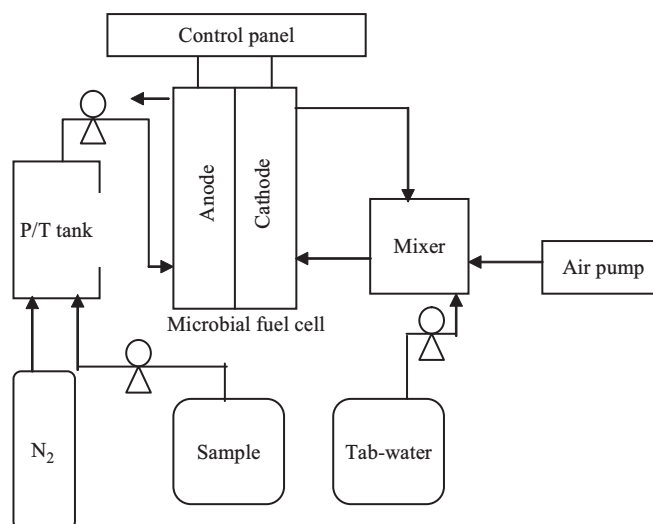 Control panel
P/T tank
Anode
Cathode
Mixer
Air pump
Microbial fuel cell
N2
Sample
Tab-water